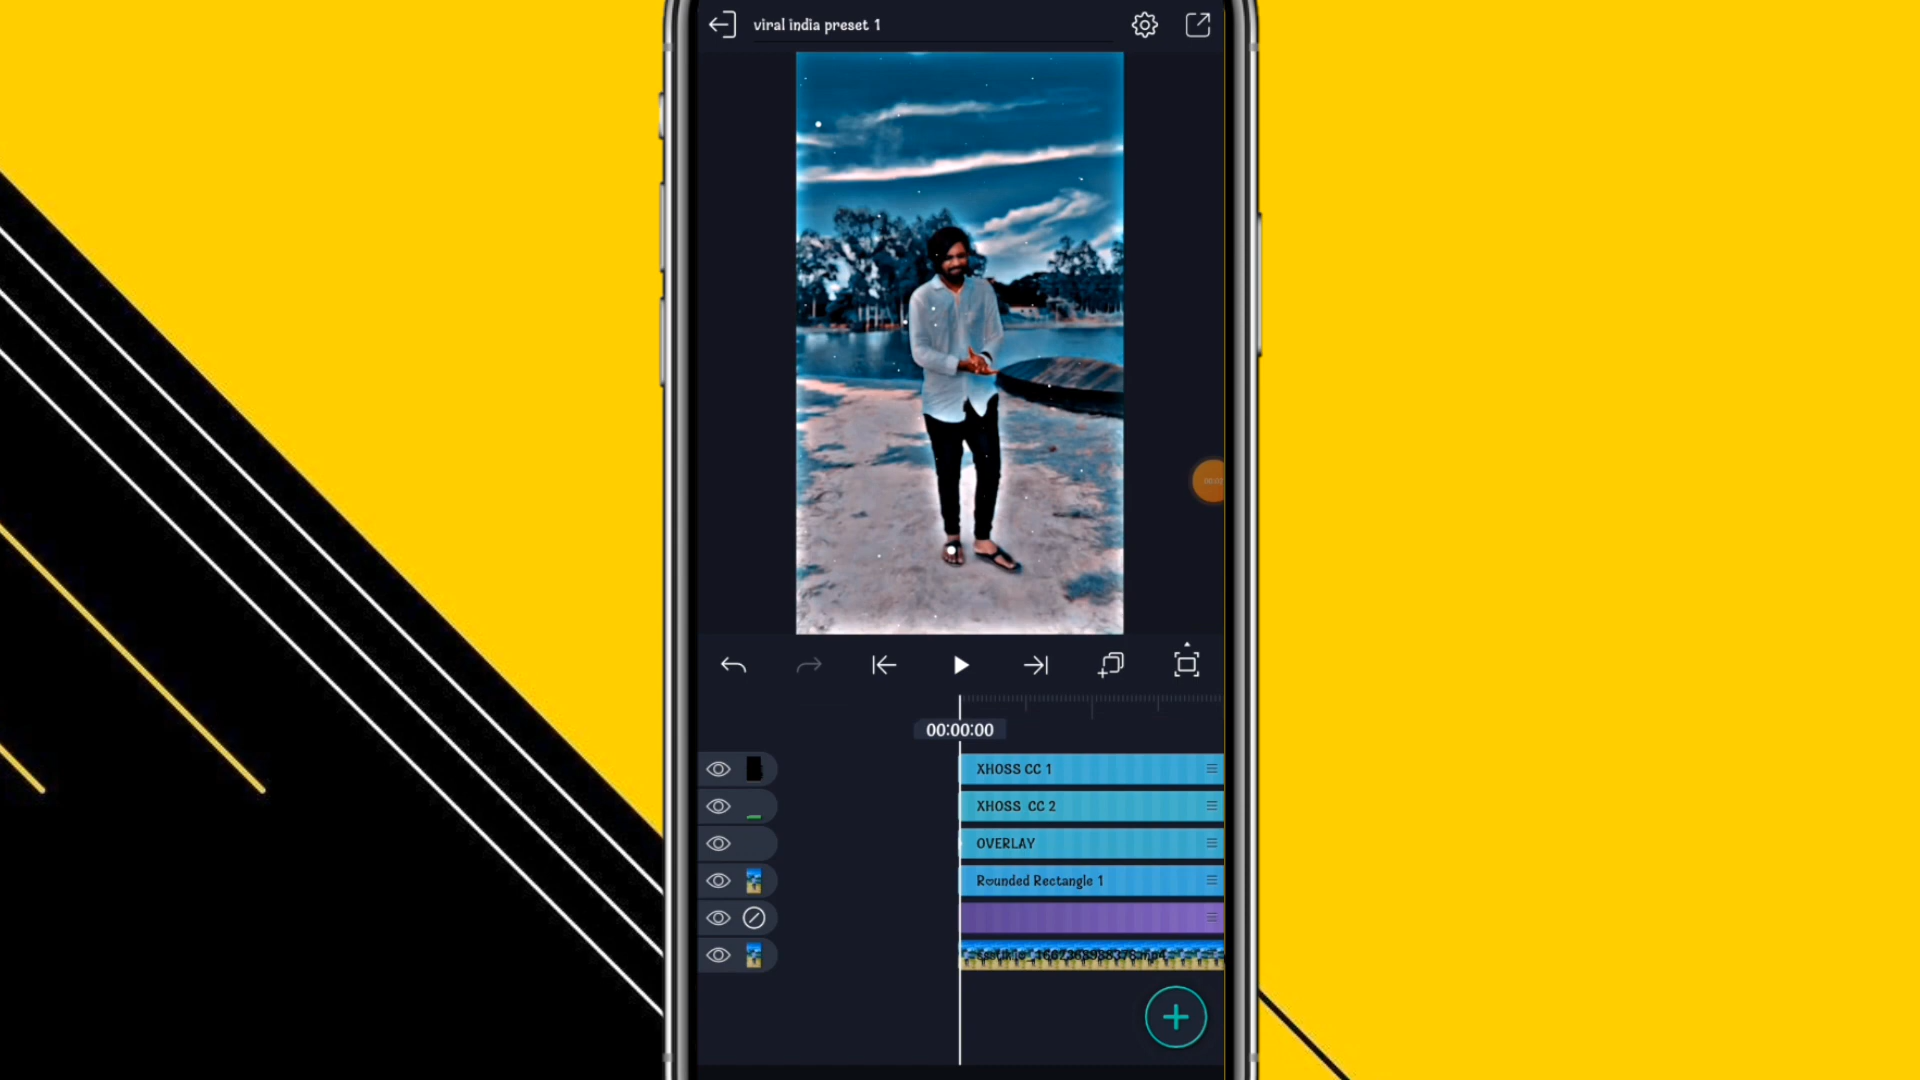 viral india preset 1
00:00:00
XHOSS CC 1
XHOSS CC 2
OVERLAY
Rounded Rectangle 1